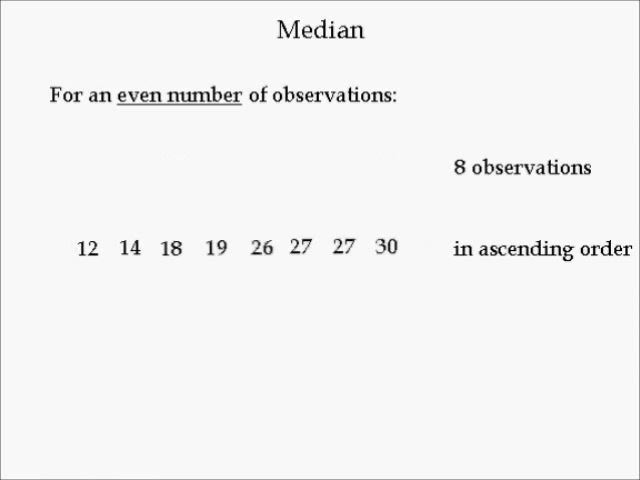 Median
For an even number of observations:
8 observations
12 14 18 19 26 27 27 30 in ascending order